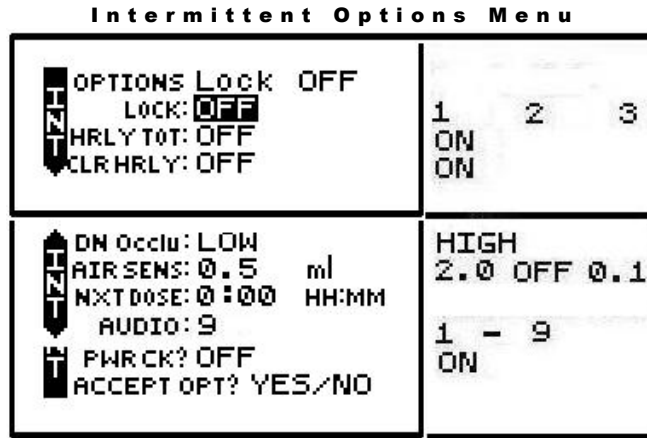 Intermittent Options Menu
INT
OPTIONS Lock OFF
LOCK: OFF
HRLY TOT: OFF
CLR HRLY: OFF
1 2 3
ON
ON
INT
DN Occlu: LOW
AIR SENS: 0.5 ml
NXT DOSE: 0:00 HH:MM
AUDIO: 9
PWR CK? OFF
ACCEPT OPT? YES/NO
HIGH
2.0 OFF 0.1
1 - 9
ON